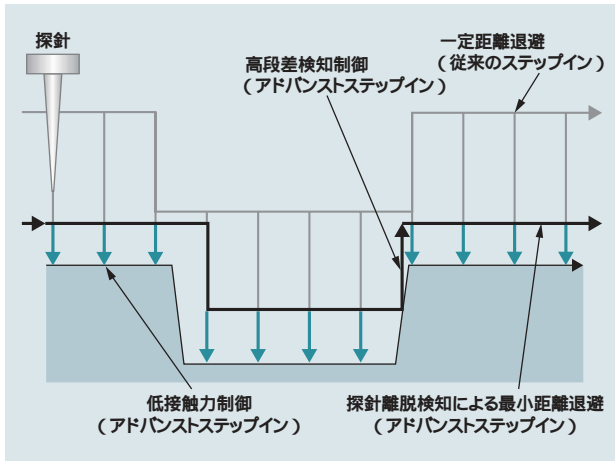 探針
一定距離退避
(従来のステップイン)
高段差検知制御
(アドバンストステップイン)
低接触力制御
(アドバンストステップイン)
探針離脱検知による最小距離退避
(アドバンストステップイン)